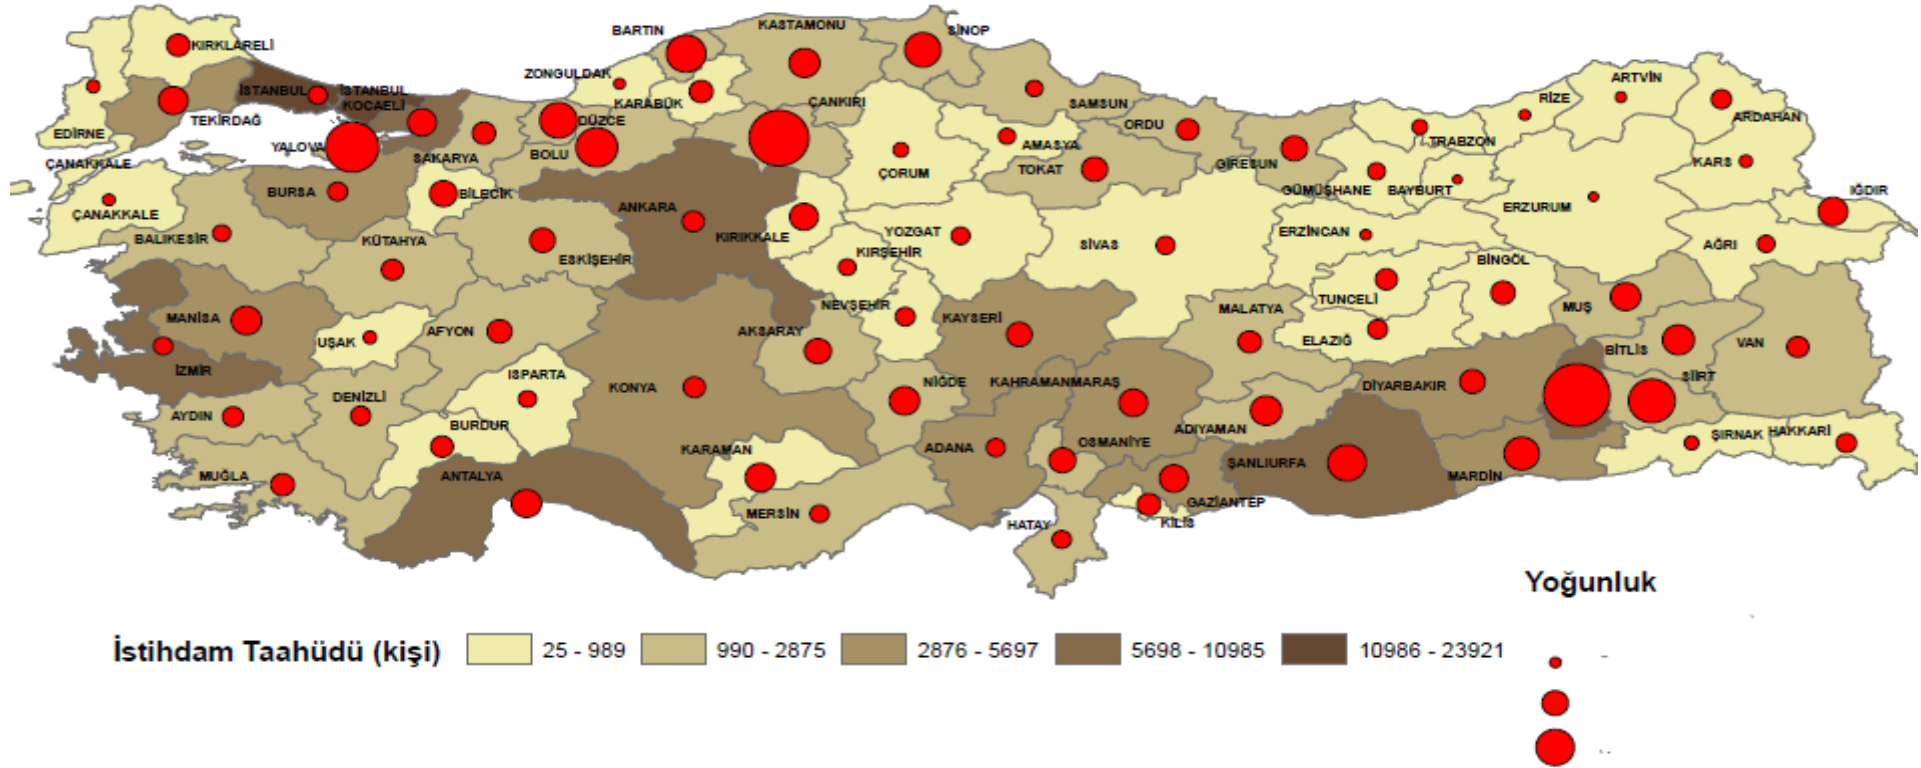 KASTAMONU
BARTIN
SİNOP
KIRKLARELİ
ZONGULDAK
ARTVİN
İSTANBUL
İSTANBUL
KOCAELİ
KARABÜK
ÇANKIRI
SAMSUN
RİZE
ARDAHAN
EDİRNE
TEKİRDAĞ
DÜZCE
ORDU
TRABZON
YALOVA
SAKARYA
BOLU
AMASYA
GİRESUN
ÇANAKKALE
ÇORUM
TOKAT
KARS
BURSA
BİLECİK
GÜMÜŞHANE
BAYBURT
IĞDIR
ÇANAKKALE
ANKARA
ERZURUM
BALIKESİR
KÜTAHYA
KIRIKKALE
YOZGAT
SİVAS
ERZİNCAN
AĞRI
ESKİŞEHİR
KIRŞEHİR
BİNGÖL
TUNCELİ
MUŞ
MANİSA
NEVŞEHİR
KAYSERİ
MALATYA
UŞAK
AFYON
AKSARAY
ELAZIĞ
BİTLİS
VAN
İZMİR
ISPARTA
KONYA
NİĞDE
KAHRAMANMARAŞ
DİYARBAKIR
SİİRT
DENİZLİ
AYDIN
BURDUR
ADIYAMAN
ŞIRNAK
HAKKARİ
KARAMAN
ADANA
OSMANİYE
ŞANLIURFA
MUĞLA
ANTALYA
MARDİN
MERSİN
GAZİANTEP
HATAY
KİLİS
Yoğunluk
İstihdam Taahüdü (kişi)
25 - 989
990 - 2875
2876 - 5697
5698 - 10985
10986 - 23921